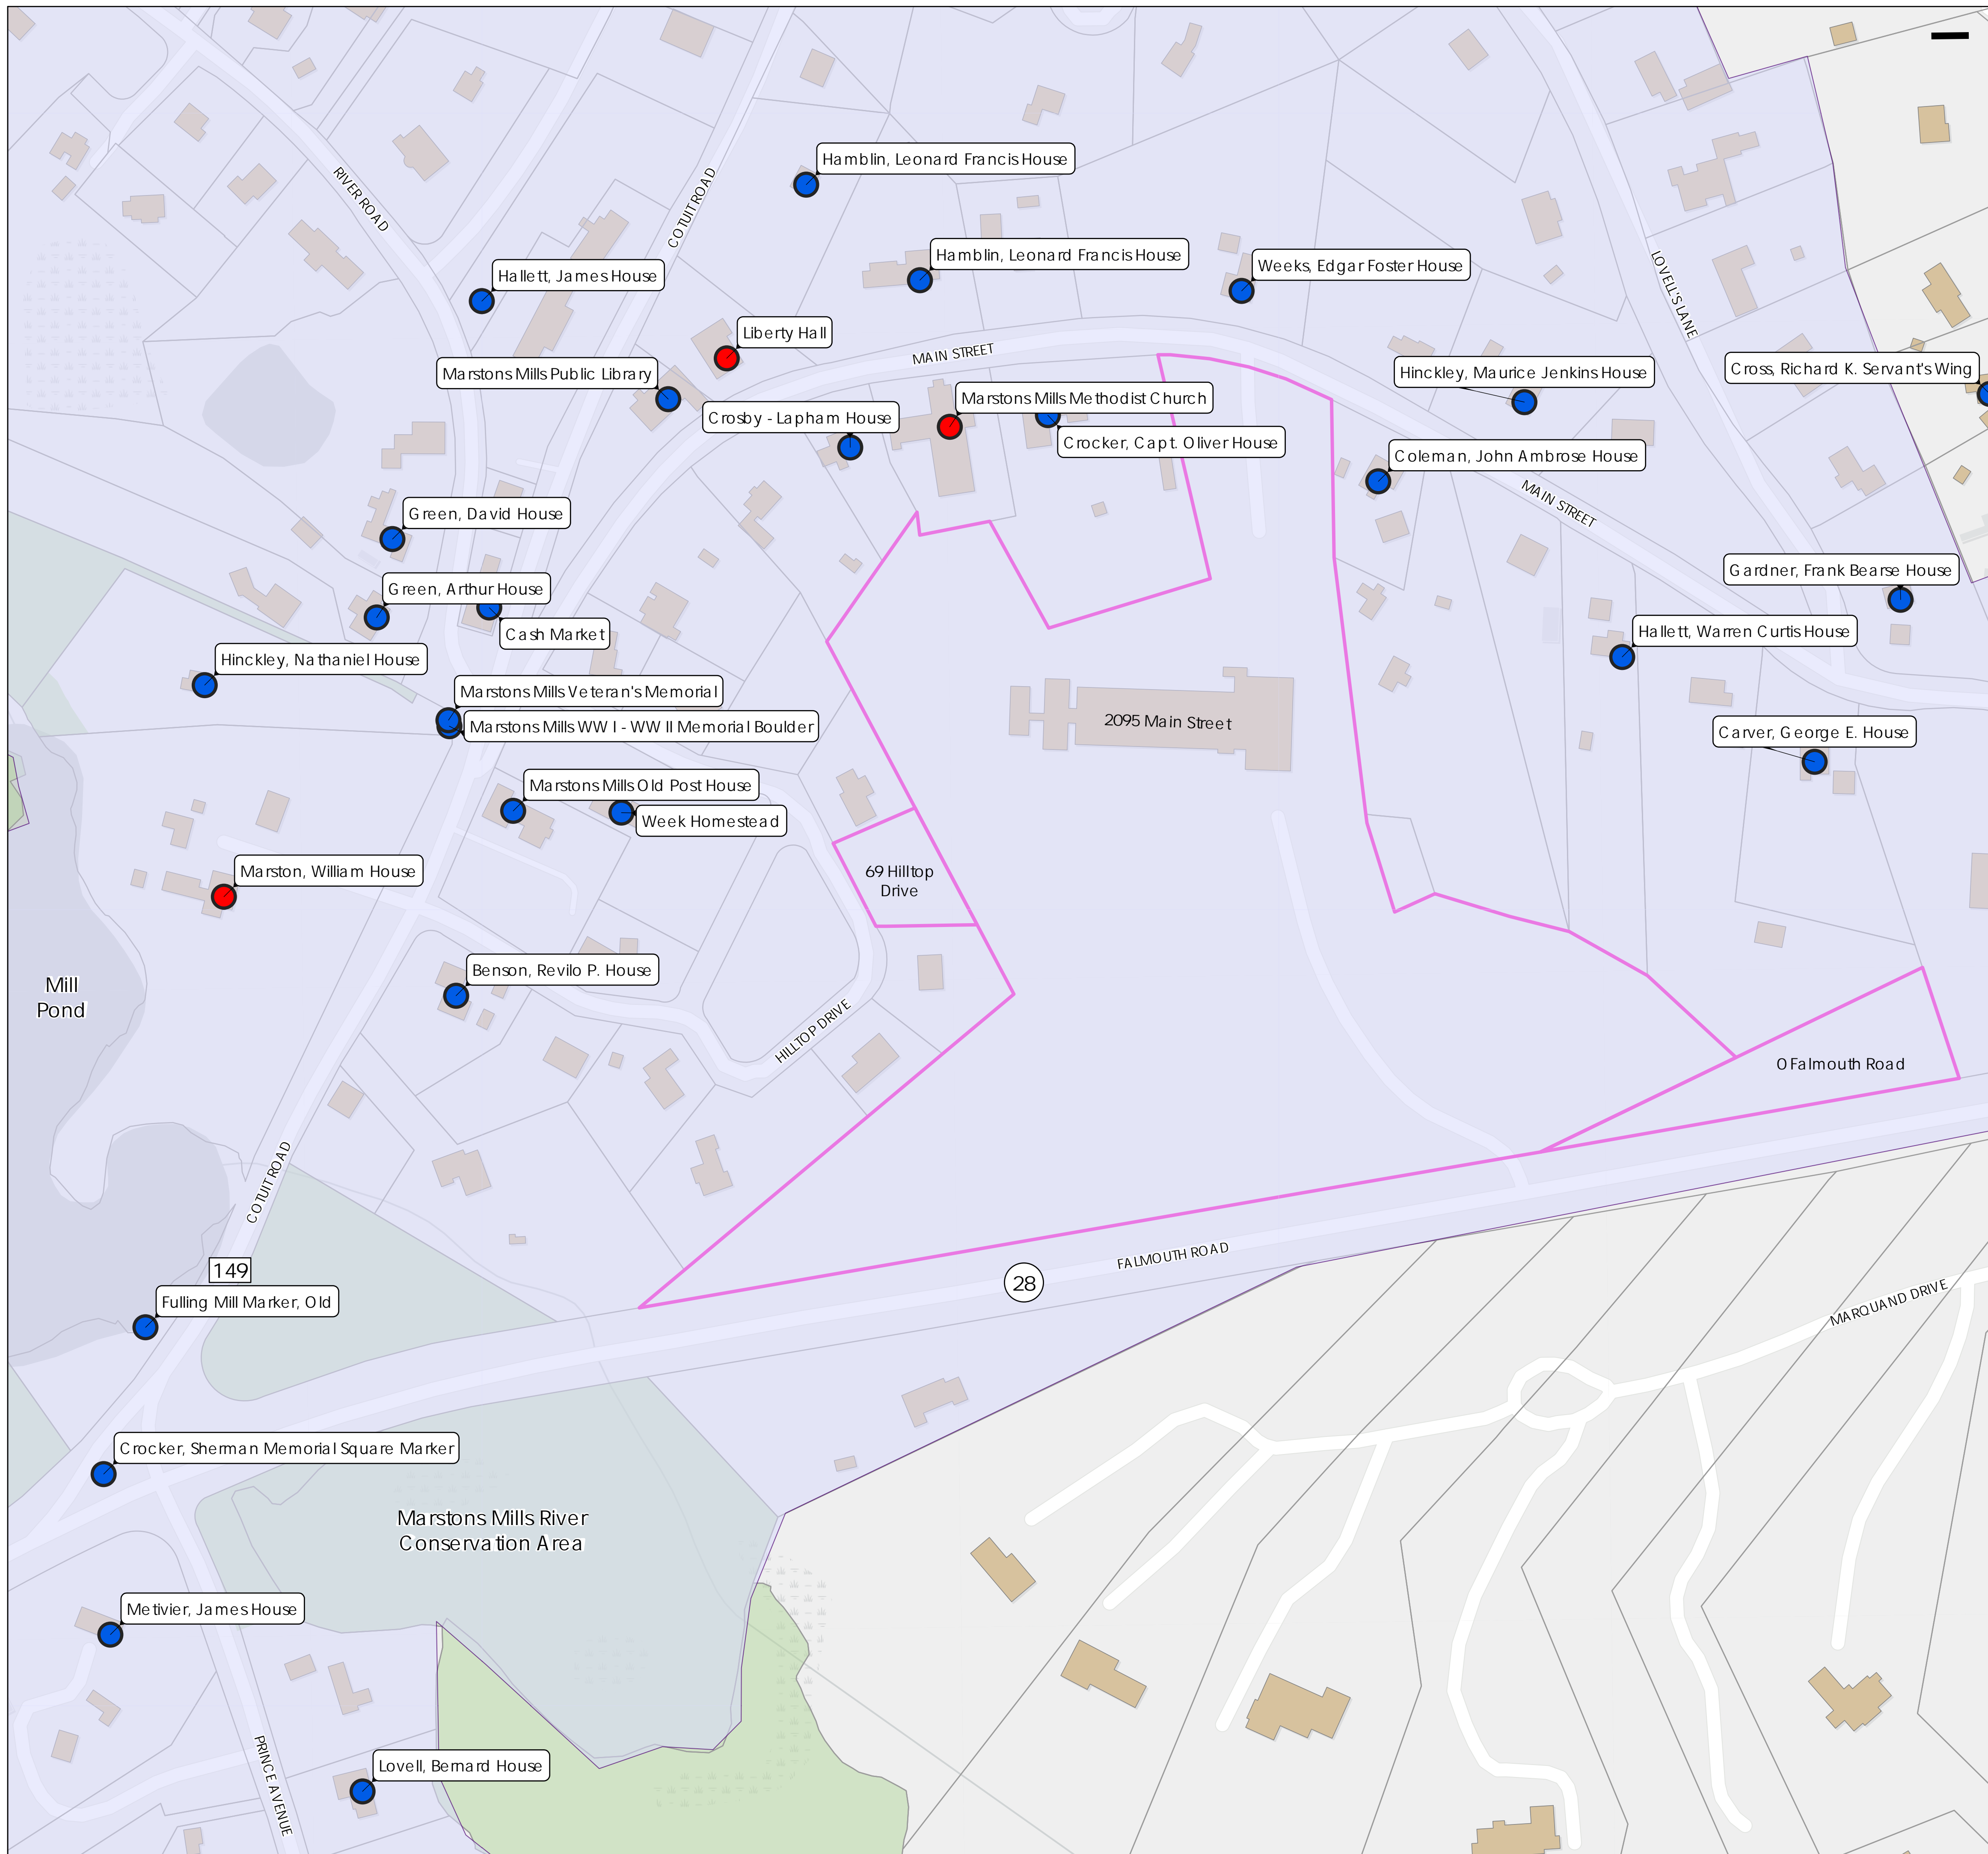 Hamblin, Leonard Francis House
RIVER ROAD
COTUIT ROAD
Hamblin, Leonard Francis House
Weeks, Edgar Foster House
Hallett, James House
LOVELL'S LANE
Liberty Hall
MAIN STREET
Marstons Mills Public Library
Hinckley, Maurice Jenkins House
Cross, Richard K. Servant's Wing
Marstons Mills Methodist Church
Crosby - Lapham House
Crocker, Capt. Oliver House
Coleman, John Ambrose House
MAIN STREET
Green, David House
Gardner, Frank Bearse House
Green, Arthur House
Cash Market
Hallett, Warren Curtis House
Hinckley, Nathaniel House
Marstons Mills Veteran's Memorial
Marstons Mills WW I - WW II Memorial Boulder
2095 Main Street
Carver, George E. House
Marstons Mills Old Post House
Week Homestead
Marston, William House
69 Hilltop
Drive
Benson, Revilo P. House
Mill
Pond
HILLTOP DRIVE
0 Falmouth Road
COTUIT ROAD
149
FALMOUTH ROAD
28
Fulling Mill Marker, Old
MARQUAND DRIVE
Crocker, Sherman Memorial Square Marker
Marstons Mills River
Conservation Area
Metivier, James House
Lovell, Bernard House
PRINCE AVENUE